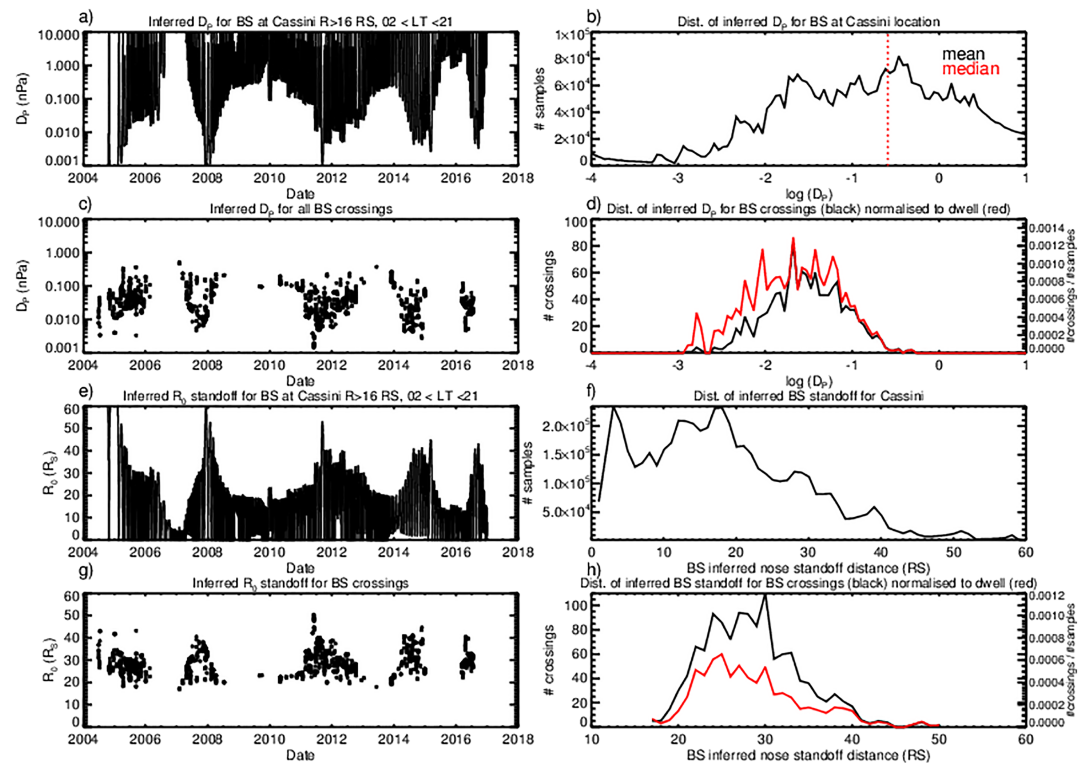 a) Inferred D_P for BS at Cassini R>16 RS, 02 < LT <21
10.000
1.000
0.100
0.010
0.001
D_P (nPa)
2004 2006 2008 2010 2012 2014 2016 2018
Date
b) Dist. of inferred D_P for BS at Cassini location
1×10^5
8×10^4
6×10^4
4×10^4
2×10^4
0
# samples
mean
median
-4 -3 -2 -1 0 1
log (D_P)
c) Inferred D_P for all BS crossings
10.000
1.000
0.100
0.010
0.001
D_P (nPa)
2004 2006 2008 2010 2012 2014 2016 2018
Date
d) Dist. of inferred D_P for BS crossings (black) normalised to dwell (red)
100
80
60
40
20
0
# crossings
0.0014
0.0012
0.0010
0.0008
0.0006
0.0004
0.0002
0.0000
#crossings / #samples
-4 -3 -2 -1 0 1
log (D_P)
e) Inferred R_0 standoff for BS at Cassini R>16 RS, 02 < LT <21
60
50
40
30
20
10
0
R_0 (R_S)
2004 2006 2008 2010 2012 2014 2016 2018
Date
f) Dist. of inferred BS standoff for Cassini
2.0×10^5
1.5×10^5
1.0×10^5
5.0×10^4
# samples
0 10 20 30 40 50 60
BS inferred nose standoff distance (RS)
g) Inferred R_0 standoff for BS crossings
60
50
40
30
20
10
0
R_0 (R_S)
2004 2006 2008 2010 2012 2014 2016 2018
Date
h) Dist. of inferred BS standoff for BS crossings (black) normalised to dwell (red)
100
80
60
40
20
0
# crossings
0.0012
0.0010
0.0008
0.0006
0.0004
0.0002
0.0000
#crossings / #samples
10 20 30 40 50 60
BS inferred nose standoff distance (RS)